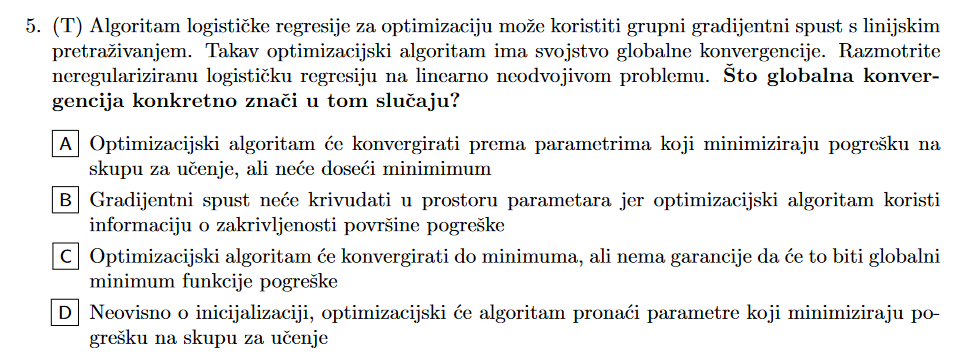 5. (T) Algoritam logističke regresije za optimizaciju može koristiti grupni gradijentni spust s linijskim
pretraživanjem. Takav optimizacijski algoritam ima svojstvo globalne konvergencije. Razmotrite
neregulariziranu logističku regresiju na linearno neodvojivom problemu. Što globalna konver-
gencija konkretno znači u tom slučaju?
A Optimizacijski algoritam će konvergirati prema parametrima koji minimiziraju pogrešku na
skupu za učenje, ali neće doseći minimimum
B Gradijentni spust neće krivudati u prostoru parametara jer optimizacijski algoritam koristi
informaciju o zakrivljenosti površine pogreške
C Optimizacijski algoritam će konvergirati do minimuma, ali nema garancije da će to biti globalni
minimum funkcije pogreške
D Neovisno o inicijalizaciji, optimizacijski će algoritam pronaći parametre koji minimiziraju po-
grešku na skupu za učenje